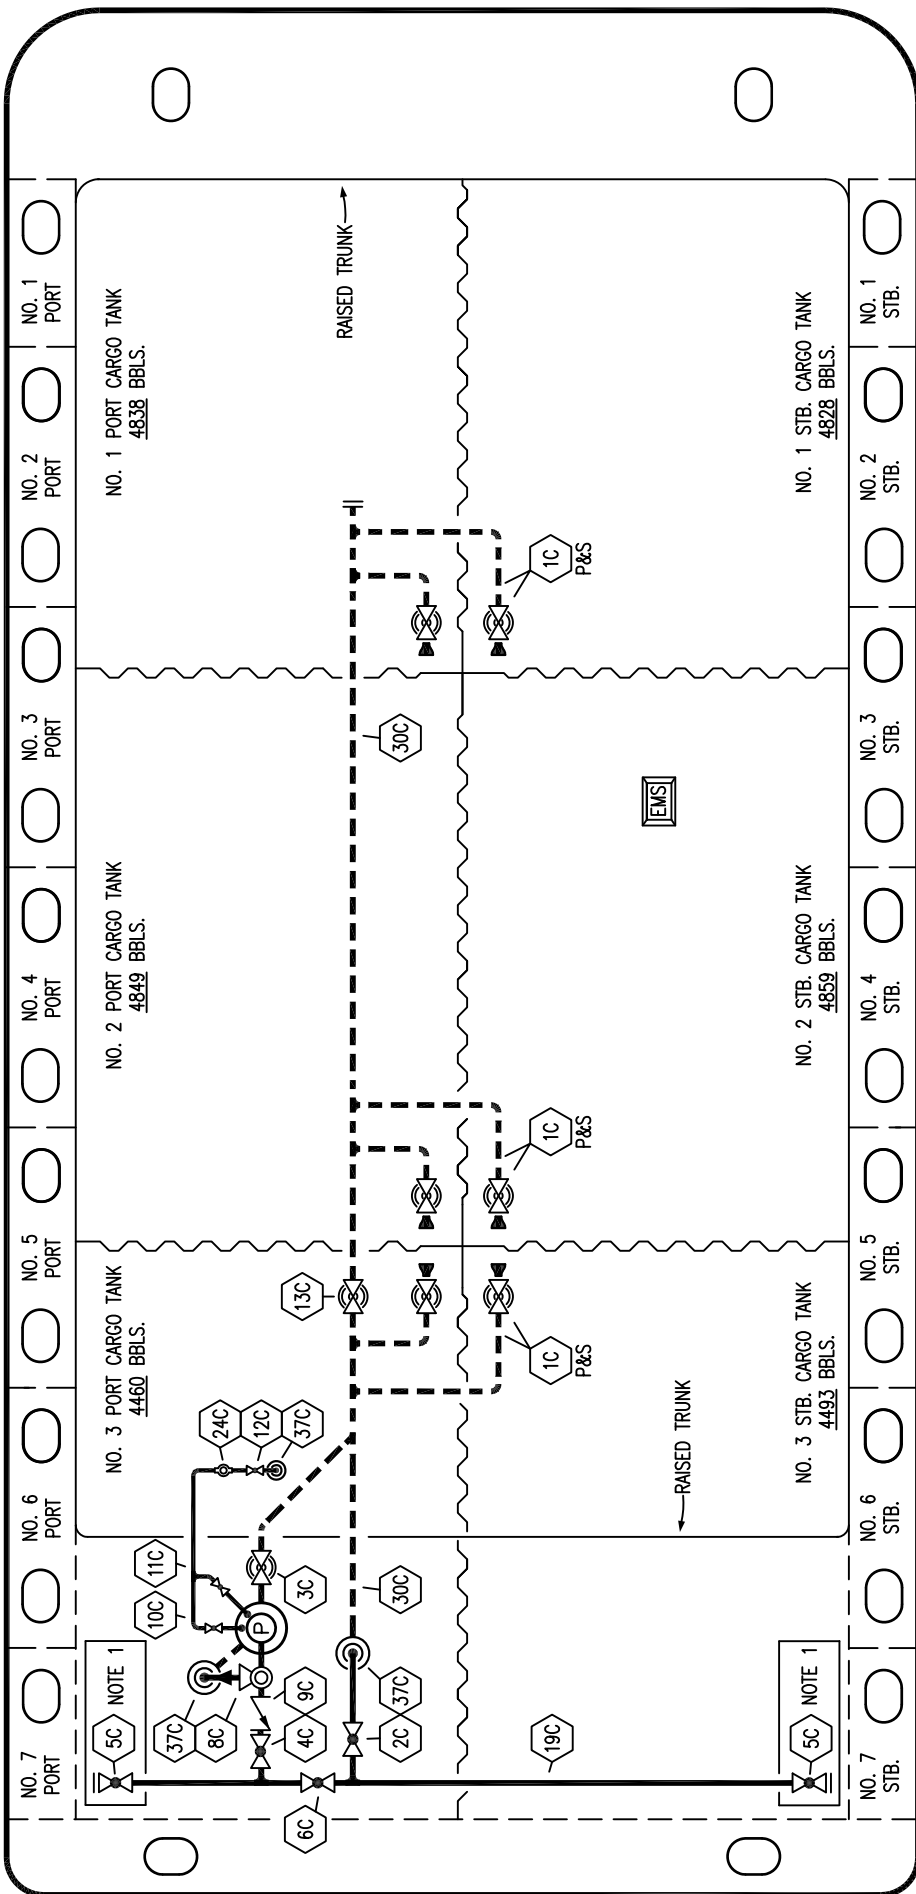 NO. 1
PORT
NO. 2
PORT
NO. 3
PORT
NO. 4
PORT
NO. 5
PORT
NO. 6
PORT
NO. 7
PORT
NO. 1 PORT CARGO TANK
4838 BBLS.
RAISED TRUNK
NO. 1 STB. CARGO TANK
4828 BBLS.
1C
P&S
NO. 2 PORT CARGO TANK
4849 BBLS.
30C
EMS
NO. 2 STB. CARGO TANK
4859 BBLS.
1C
P&S
NO. 3 PORT CARGO TANK
4460 BBLS.
13C
1C
P&S
NO. 3 STB. CARGO TANK
4493 BBLS.
RAISED TRUNK
24C
12C
37C
11C
10C
3C
30C
P
NOTE 1
5C
37C
8C
9C
4C
37C
2C
6C
19C
NOTE 1
5C
NO. 1
STB.
NO. 2
STB.
NO. 3
STB.
NO. 4
STB.
NO. 5
STB.
NO. 6
STB.
NO. 7
STB.